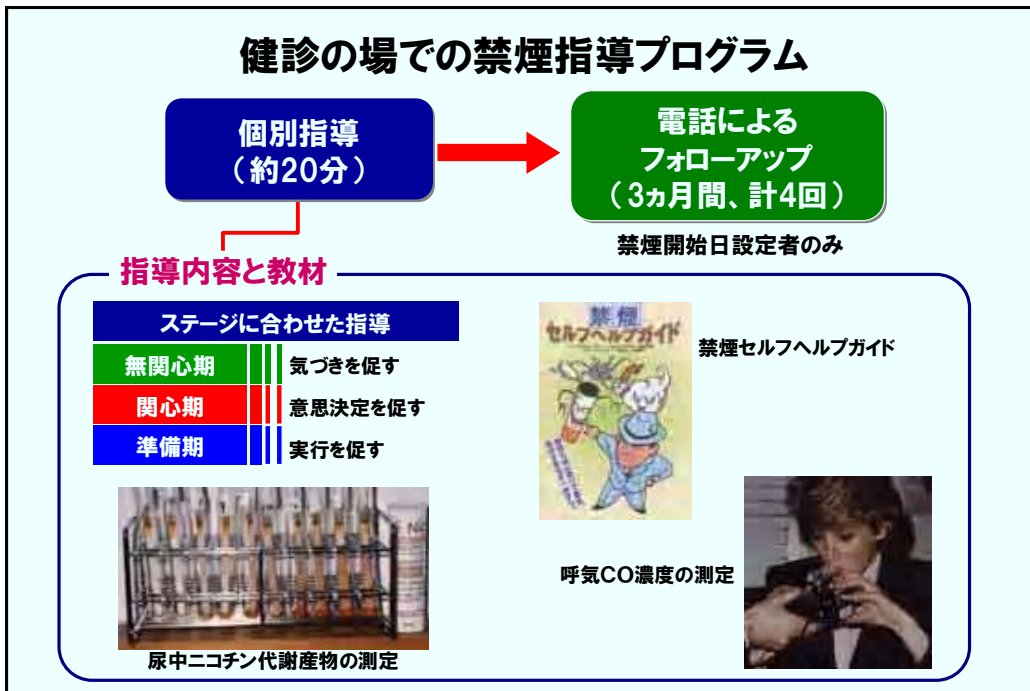 健診の場での禁煙指導プログラム
個別指導
（約20分）
電話による
フォローアップ
（3ヵ月間、計4回）
禁煙開始日設定者のみ
指導内容と教材
ステージに合わせた指導
無関心期
気づきを促す
関心期
意思決定を促す
準備期
実行を促す
禁煙
セルフヘルプガイド
禁煙セルフヘルプガイド
呼気CO濃度の測定
尿中ニコチン代謝産物の測定